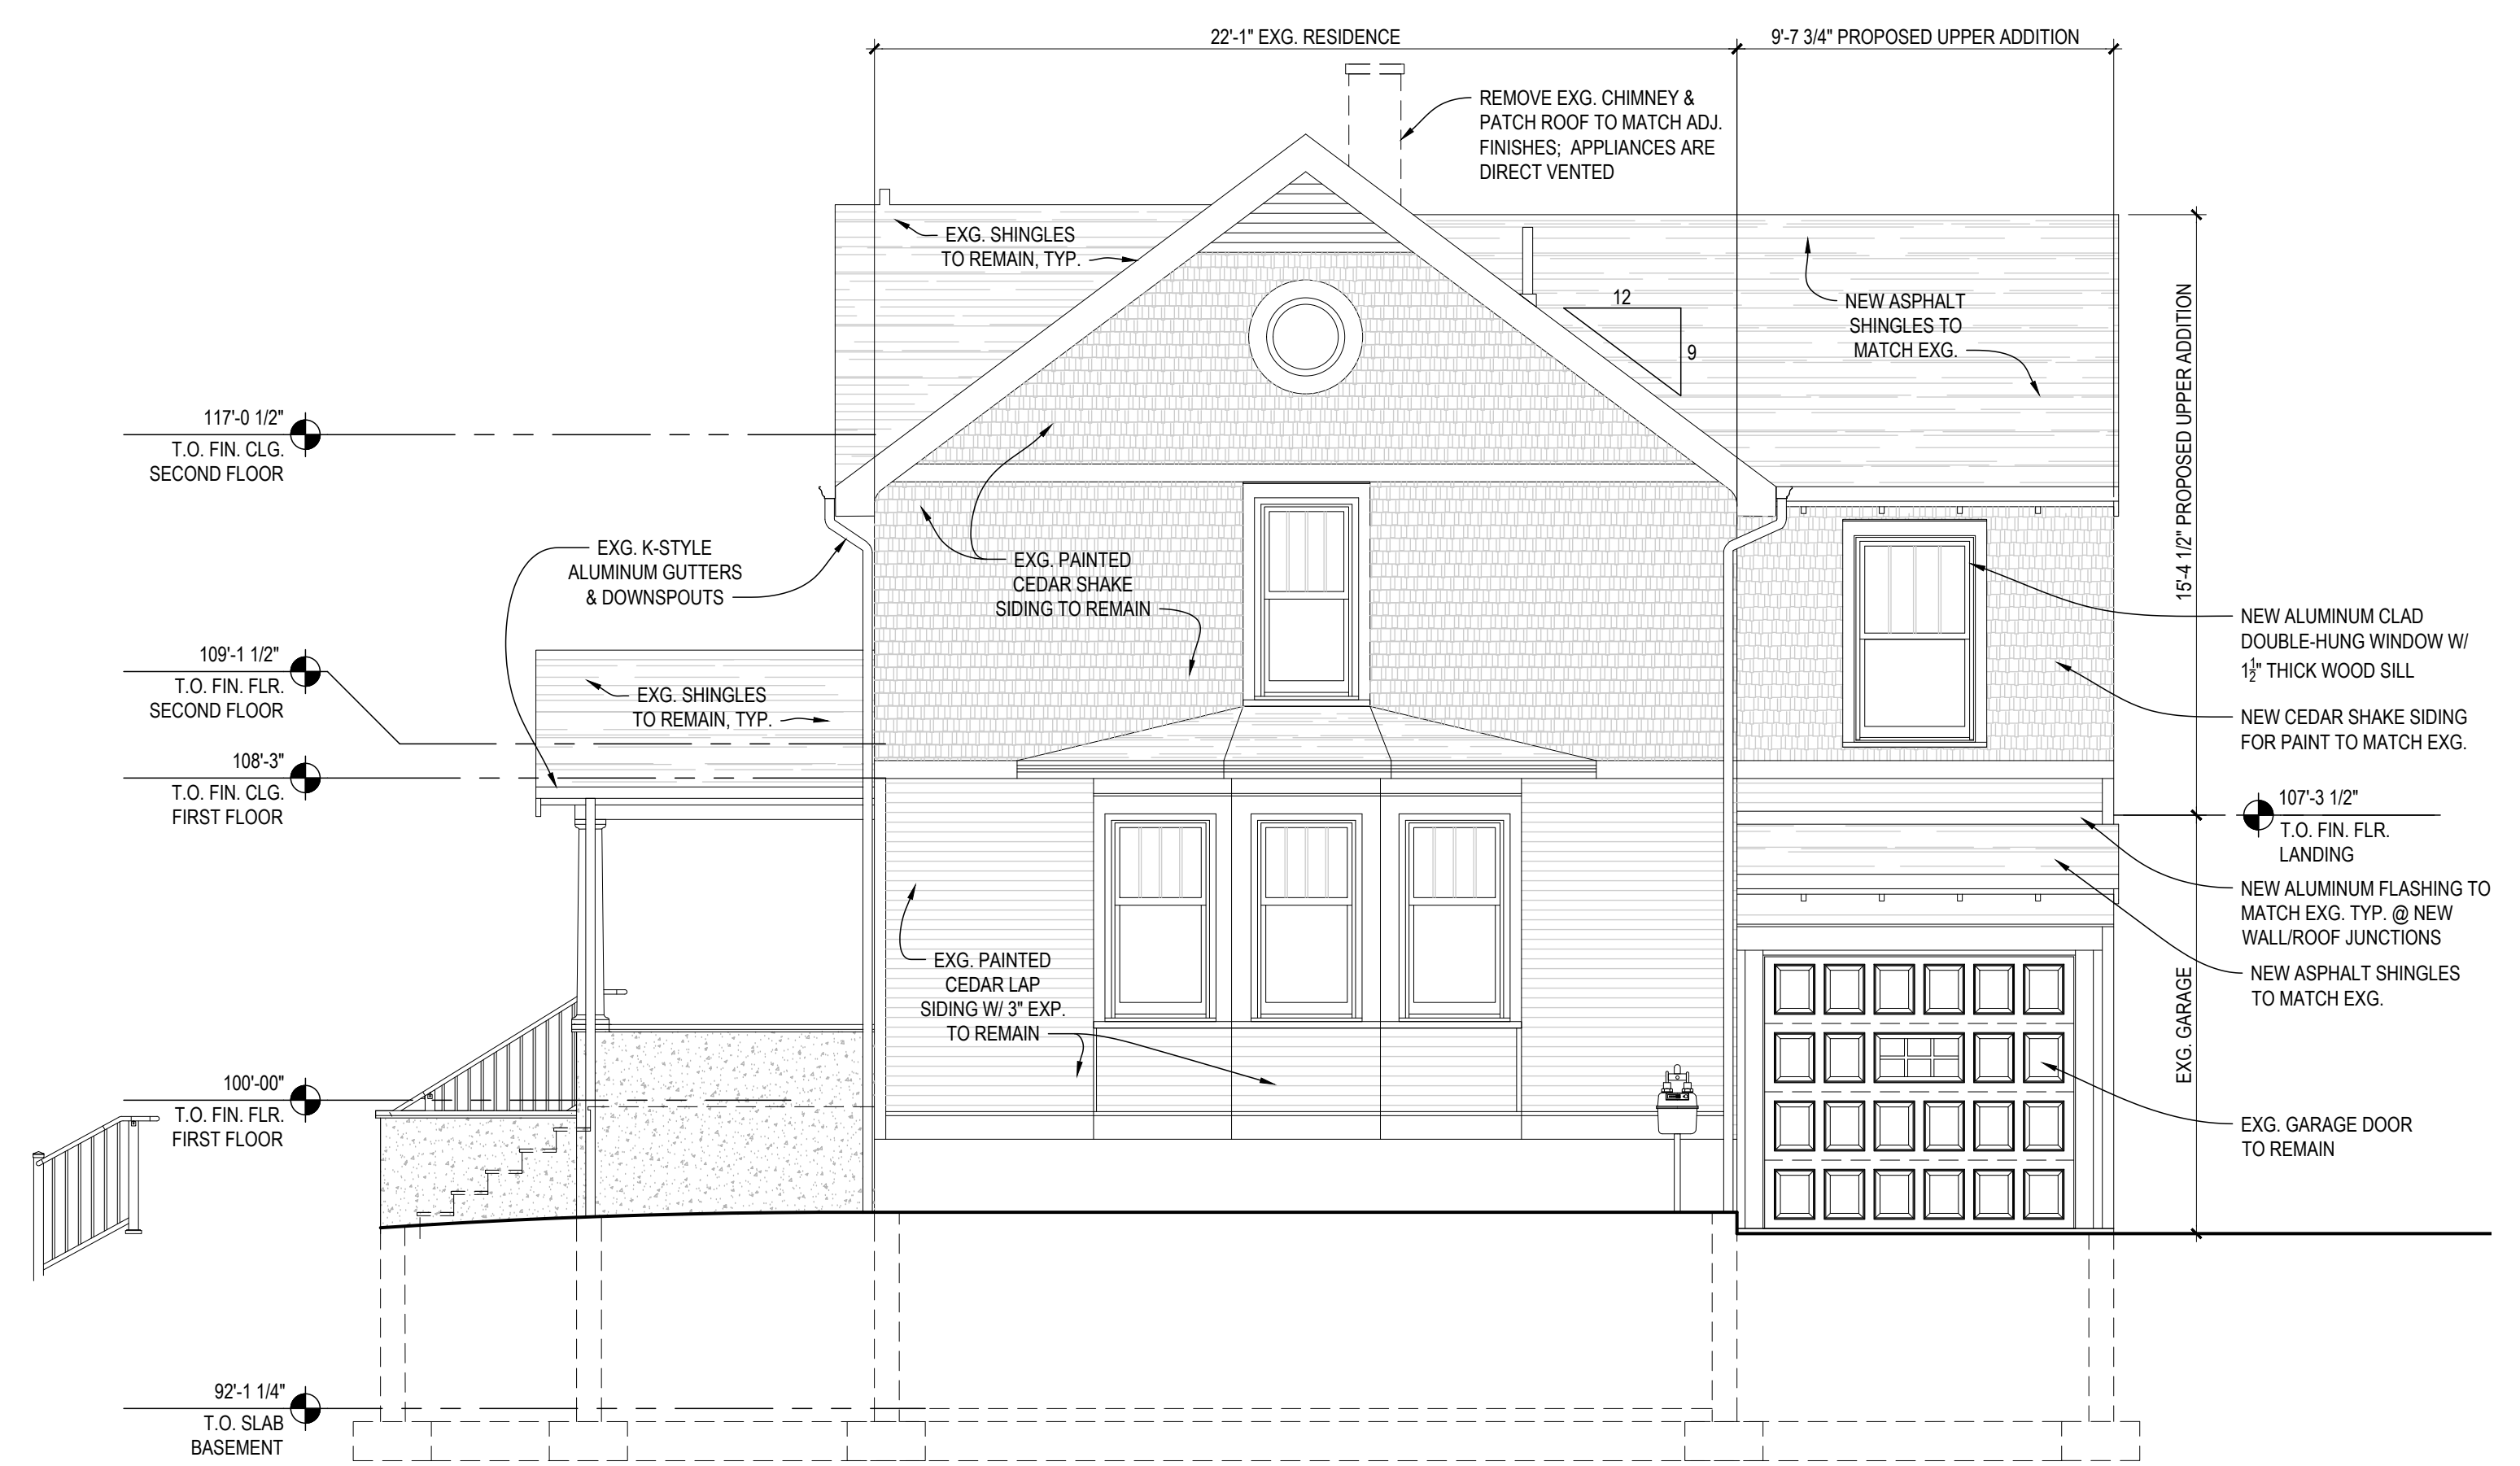 22'-1" EXG. RESIDENCE
9'-7 3/4" PROPOSED UPPER ADDITION
REMOVE EXG. CHIMNEY &
PATCH ROOF TO MATCH ADJ.
FINISHES; APPLIANCES ARE
DIRECT VENTED
EXG. SHINGLES
TO REMAIN, TYP.
12
9
NEW ASPHALT
SHINGLES TO
MATCH EXG.
15'-4 1/2" PROPOSED UPPER ADDITION
117'-0 1/2"
T.O. FIN. CLG.
SECOND FLOOR
EXG. K-STYLE
ALUMINUM GUTTERS
& DOWNSPOUTS
EXG. PAINTED
CEDAR SHAKE
SIDING TO REMAIN
NEW ALUMINUM CLAD
DOUBLE-HUNG WINDOW W/
1 1/2" THICK WOOD SILL
109'-1 1/2"
T.O. FIN. FLR.
SECOND FLOOR
EXG. SHINGLES
TO REMAIN, TYP.
NEW CEDAR SHAKE SIDING
FOR PAINT TO MATCH EXG.
108'-3"
T.O. FIN. CLG.
FIRST FLOOR
107'-3 1/2"
T.O. FIN. FLR.
LANDING
NEW ALUMINUM FLASHING TO
MATCH EXG. TYP. @ NEW
WALL/ROOF JUNCTIONS
EXG. PAINTED
CEDAR LAP
SIDING W/ 3" EXP.
TO REMAIN
NEW ASPHALT SHINGLES
TO MATCH EXG.
EXG. GARAGE
100'-00"
T.O. FIN. FLR.
FIRST FLOOR
EXG. GARAGE DOOR
TO REMAIN
92'-1 1/4"
T.O. SLAB
BASEMENT